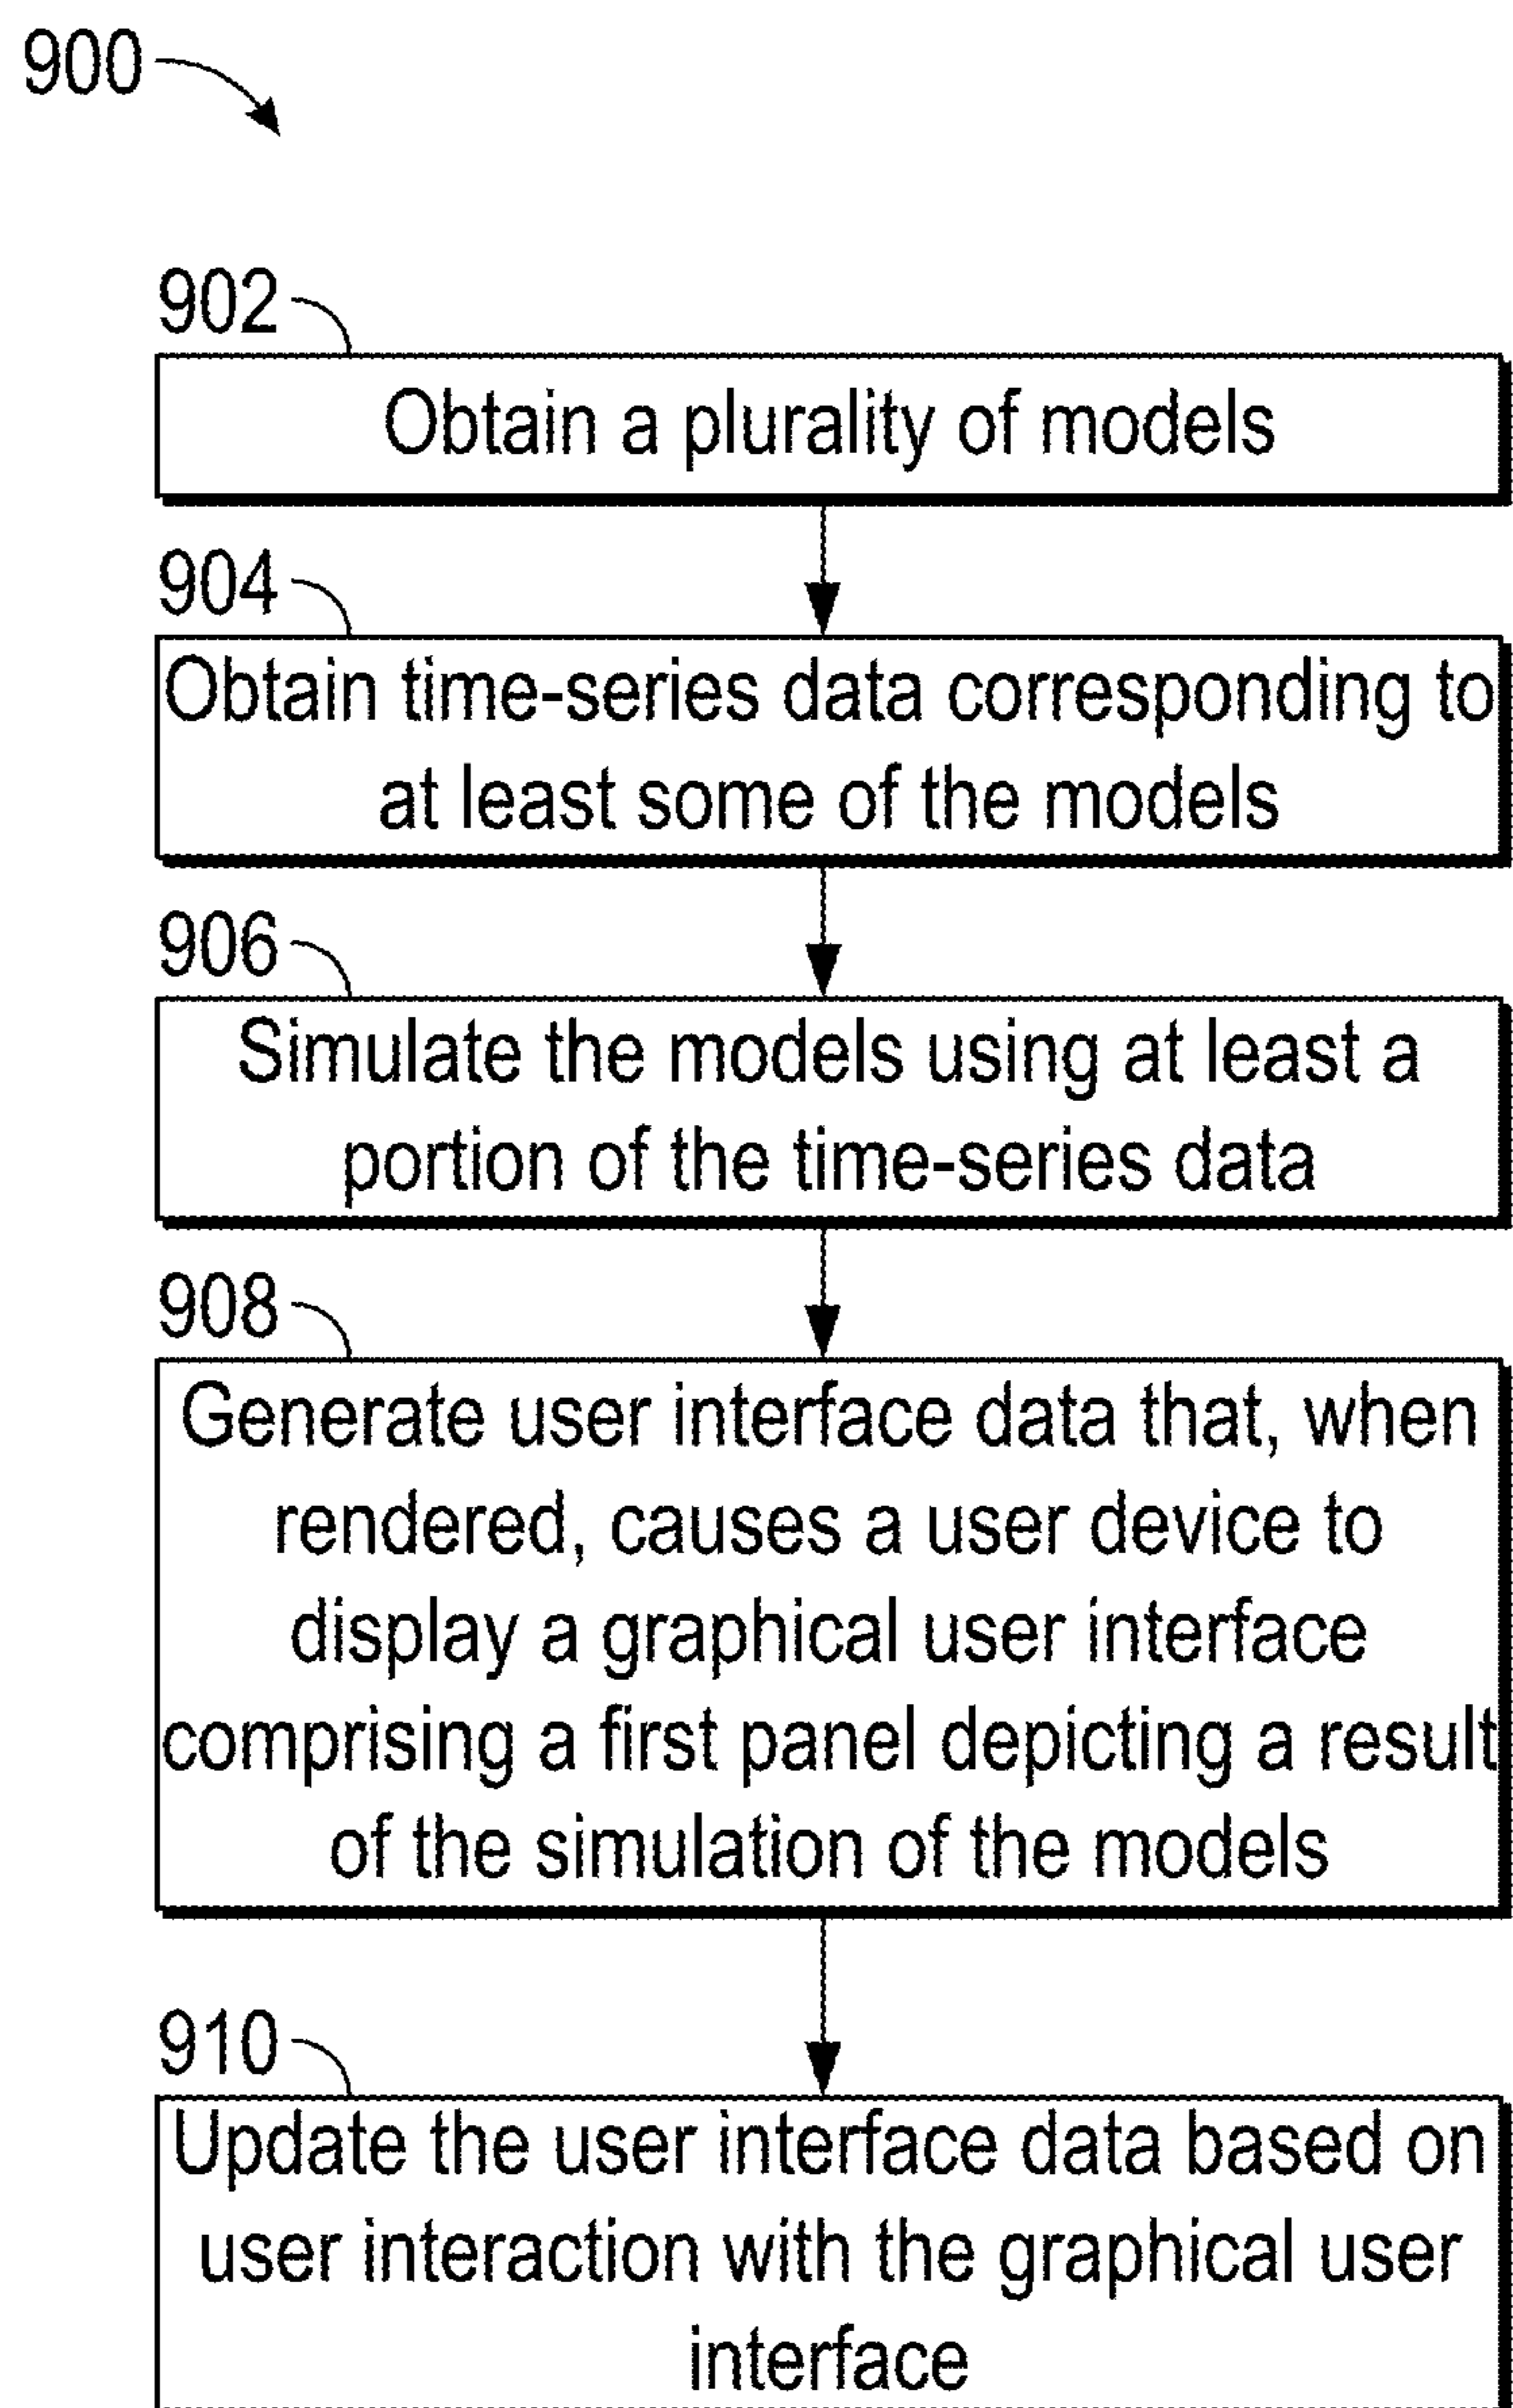 900
902
Obtain a plurality of models
904
Obtain time-series data corresponding to
at least some of the models
906
Simulate the models using at least a
portion of the time-series data
908
Generate user interface data that, when
rendered, causes a user device to
display a graphical user interface
comprising a first panel depicting a result
of the simulation of the models
910
Update the user interface data based on
user interaction with the graphical user
interface